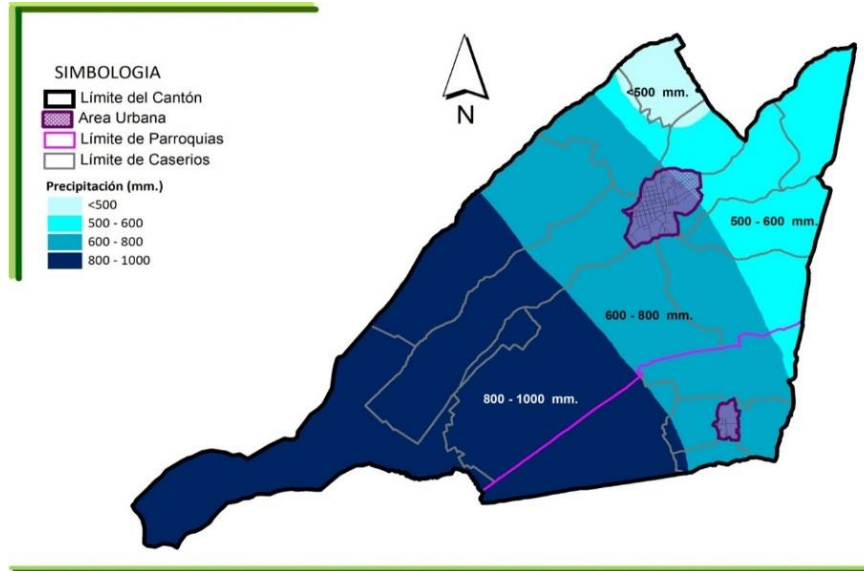 SIMBOLOGIA
Límite del Cantón
Area Urbana
Límite de Parroquias
Límite de Caserios
Precipitación (mm.)
<500
500 - 600
600 - 800
800 - 1000
N
<500 mm.
500 - 600 mm.
600 - 800 mm.
800 - 1000 mm.